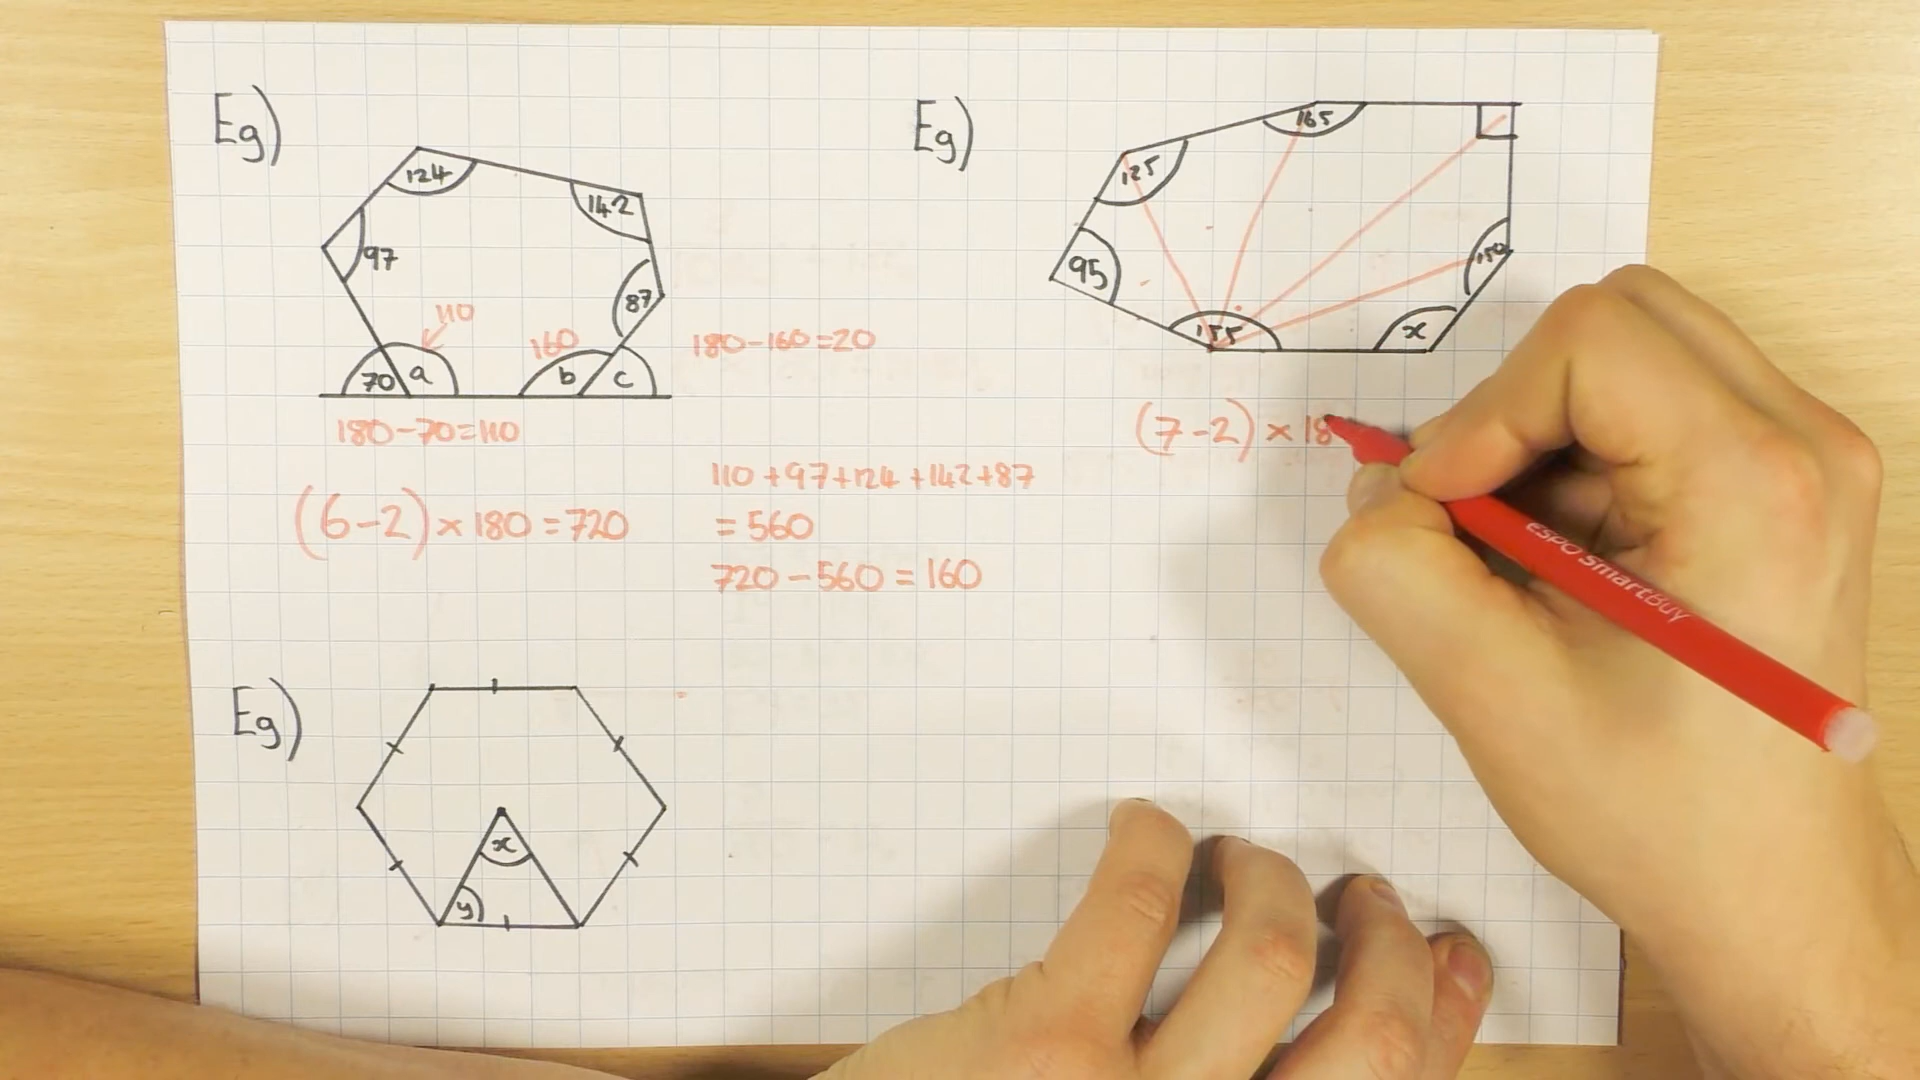 Eg)
124
142
97
87
110
160
70 a
b
c
180-160=20
180-70=110
(6-2)×180=720
110+97+124+142+87
=560
720-560=160
Eg)
165
125
95
155
150
x
(7-2)×18
Eg)
x
y
ESPO smartBuy